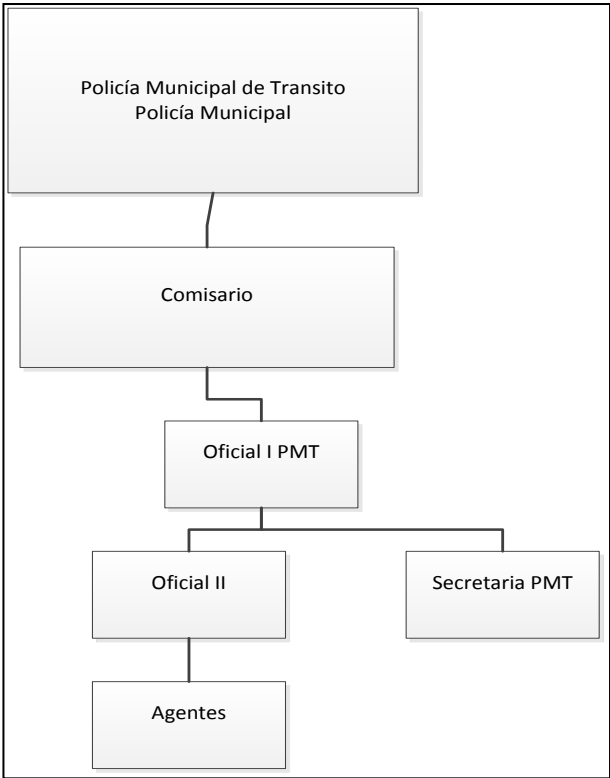 Policía Municipal de Transito
Policía Municipal
Comisario
Oficial I PMT
Oficial II
Secretaria PMT
Agentes